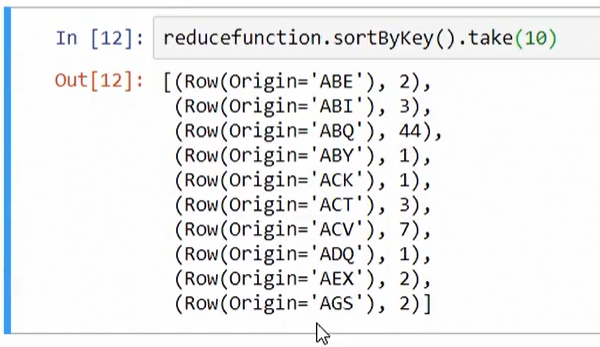 In [12]: reducefunction.sortByKey().take(10)
Out[12]: [(Row(Origin='ABE'), 2),
(Row(Origin='ABI'), 3),
(Row(Origin='ABQ'), 44),
(Row(Origin='ABY'), 1),
(Row(Origin='ACK'), 1),
(Row(Origin='ACT'), 3),
(Row(Origin='ACV'), 7),
(Row(Origin='ADQ'), 1),
(Row(Origin='AEX'), 2),
(Row(Origin='AGS'), 2)]